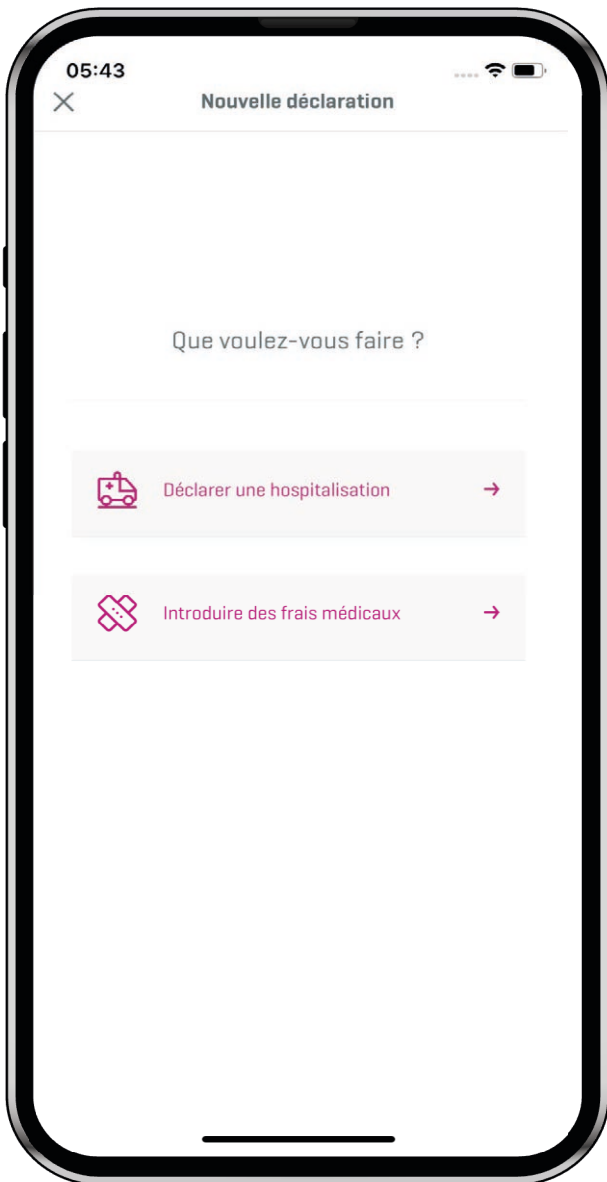 05:43
Nouvelle déclaration
Que voulez-vous faire ?
Déclarer une hospitalisation
Introduire des frais médicaux